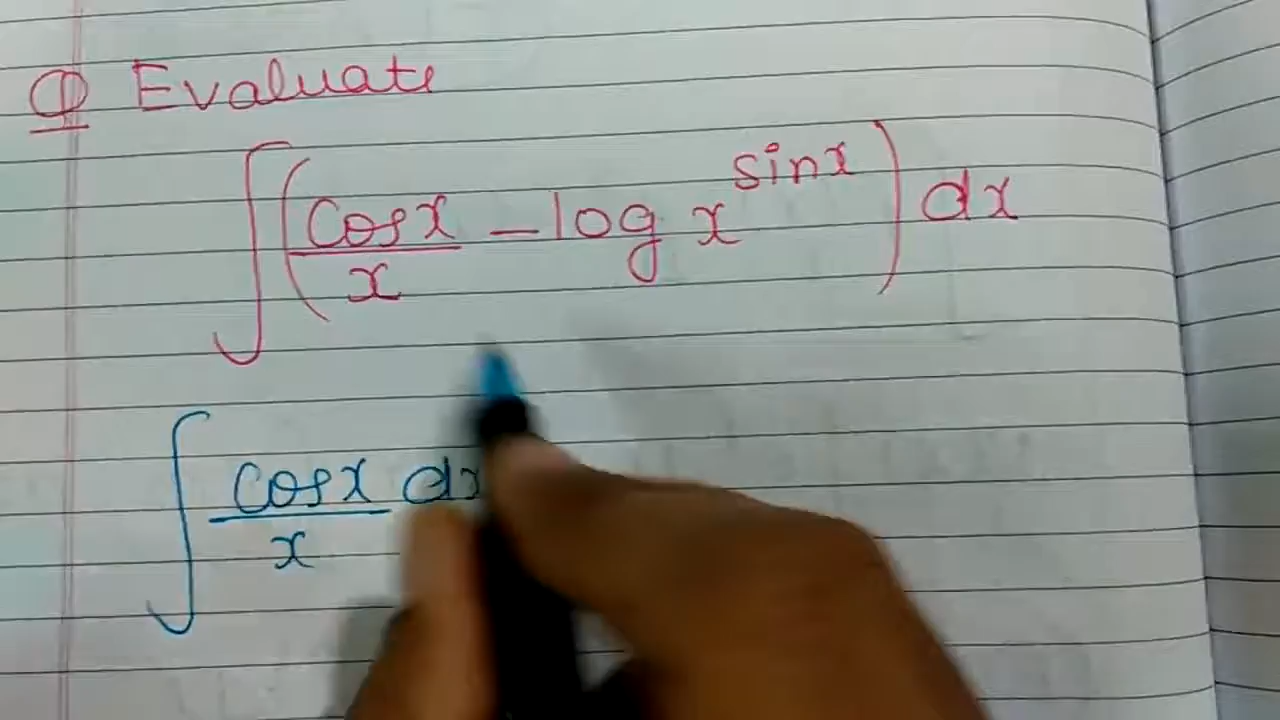 Q Evaluate
∫(cosx/x - log x^sinx) dx
∫ cosx/x dx